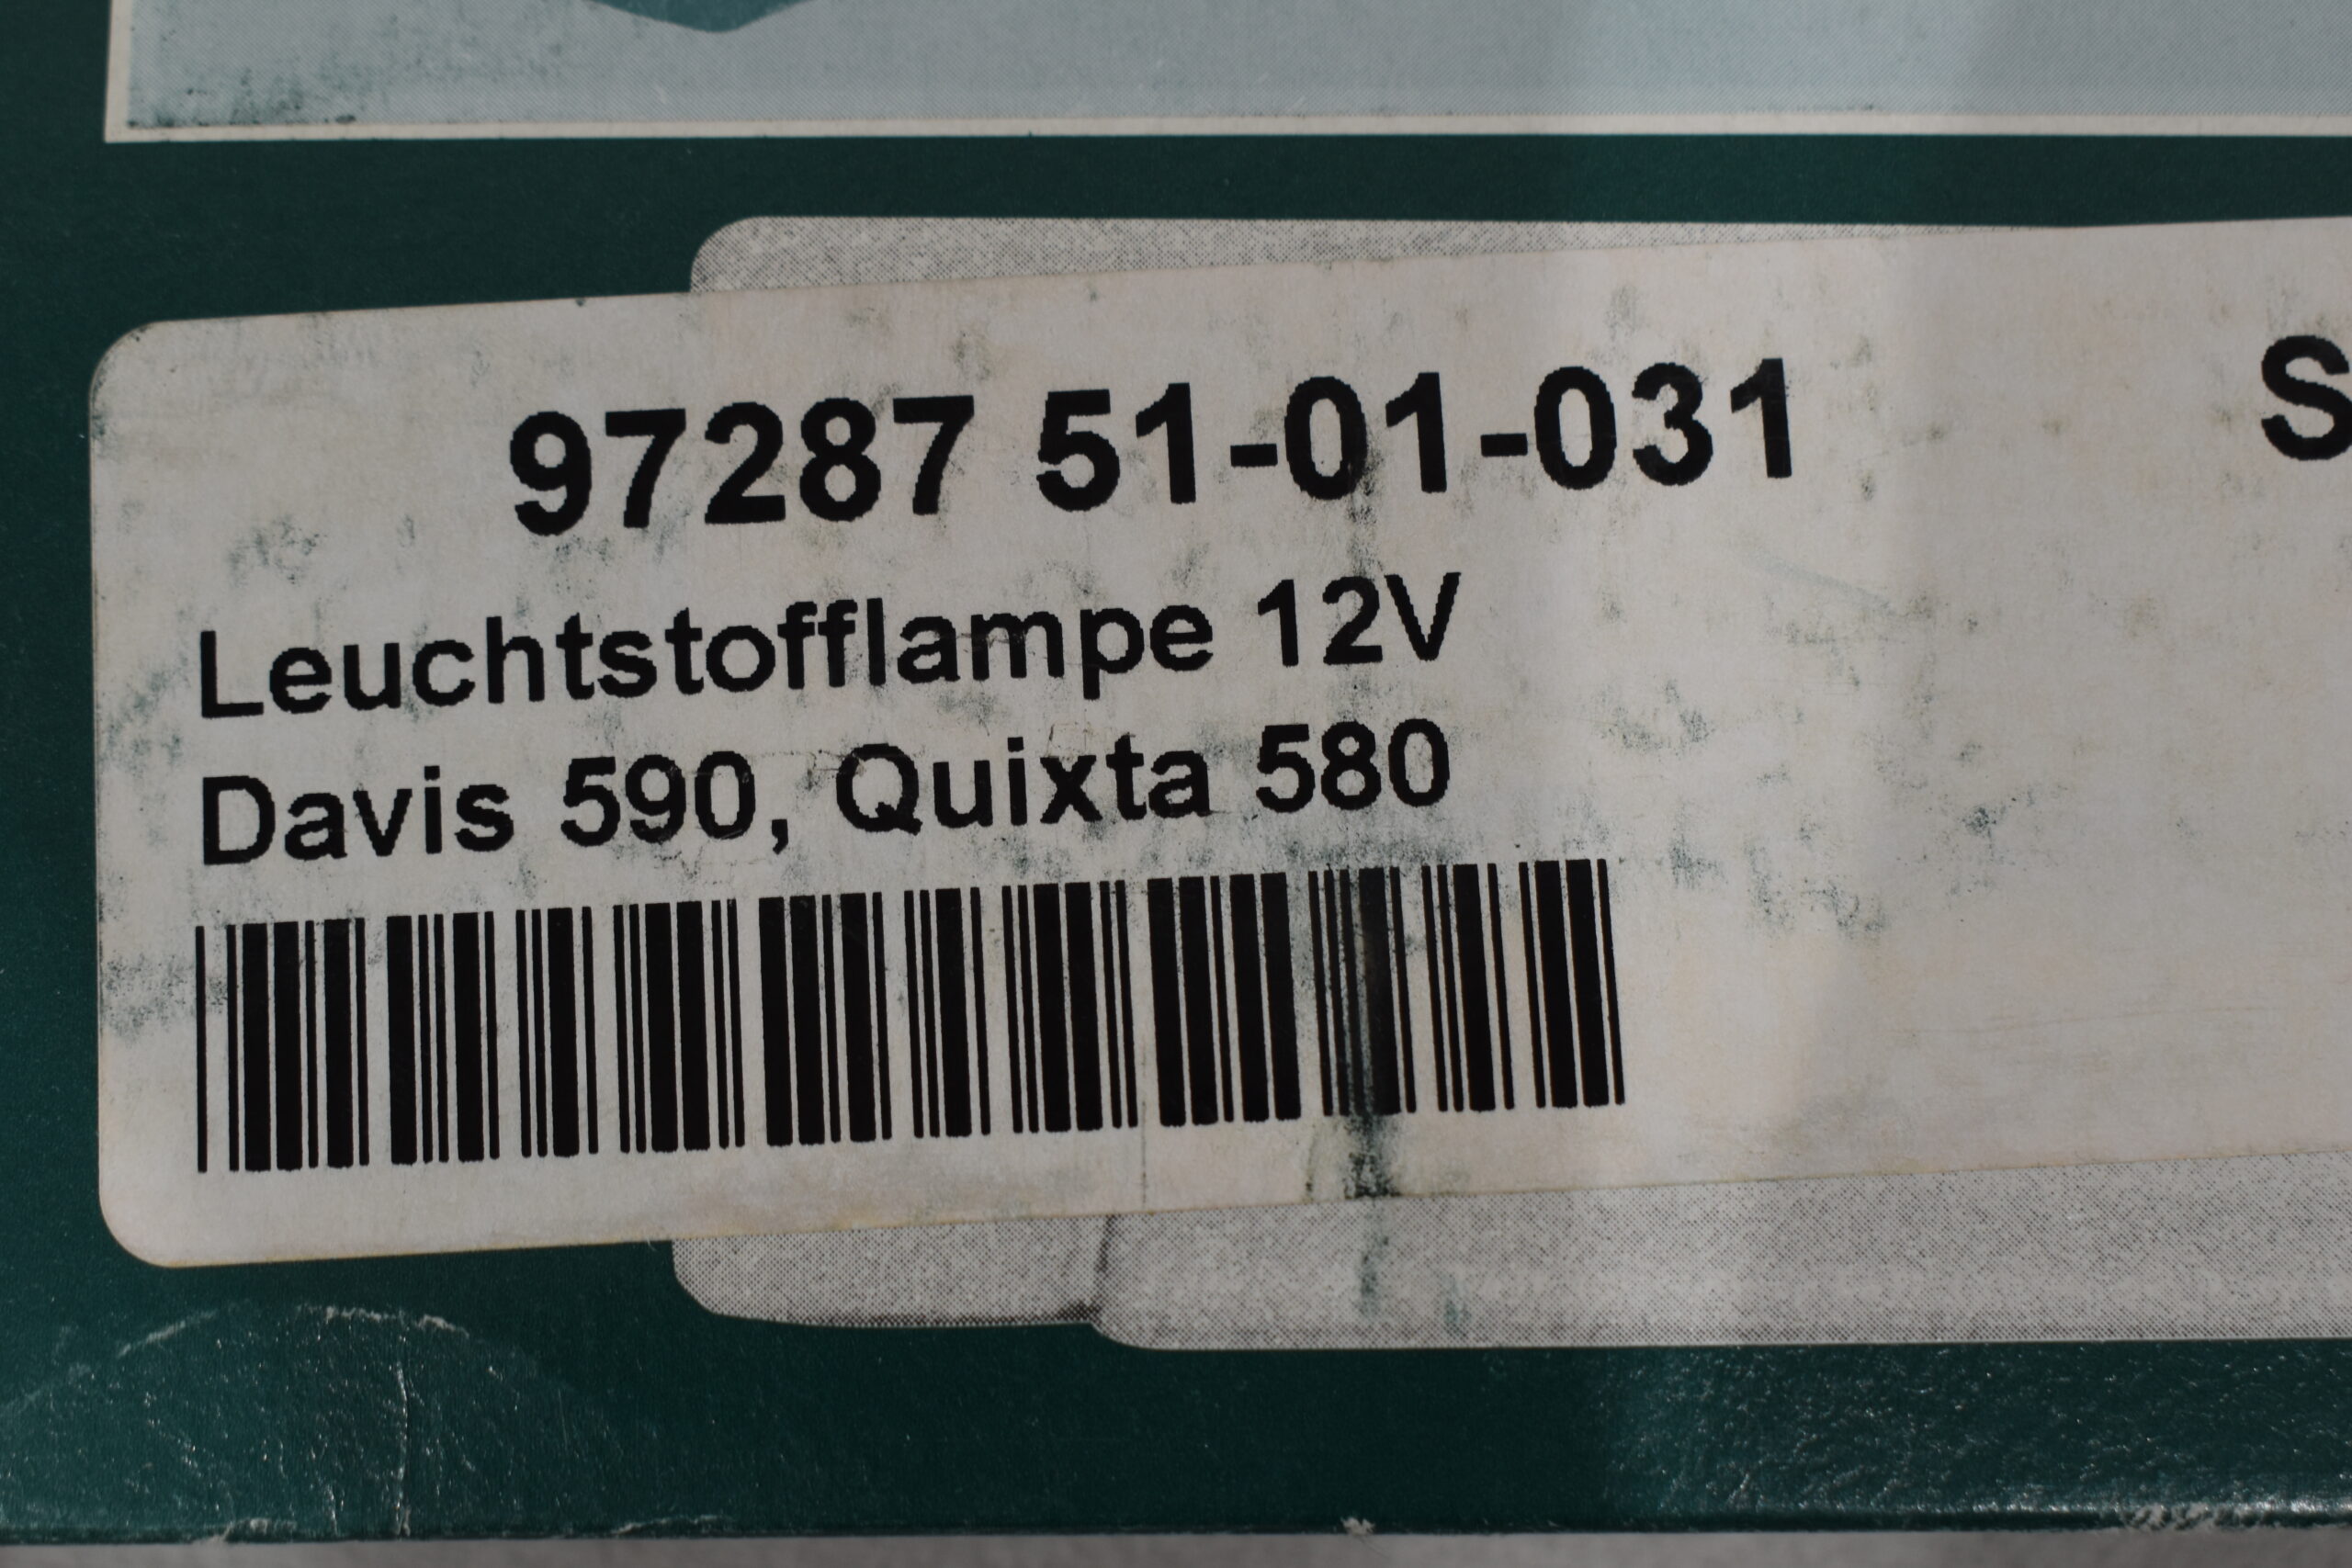 97287 51-01-031 S
Leuchtstofflampe 12V
Davis 590, Quixta 580